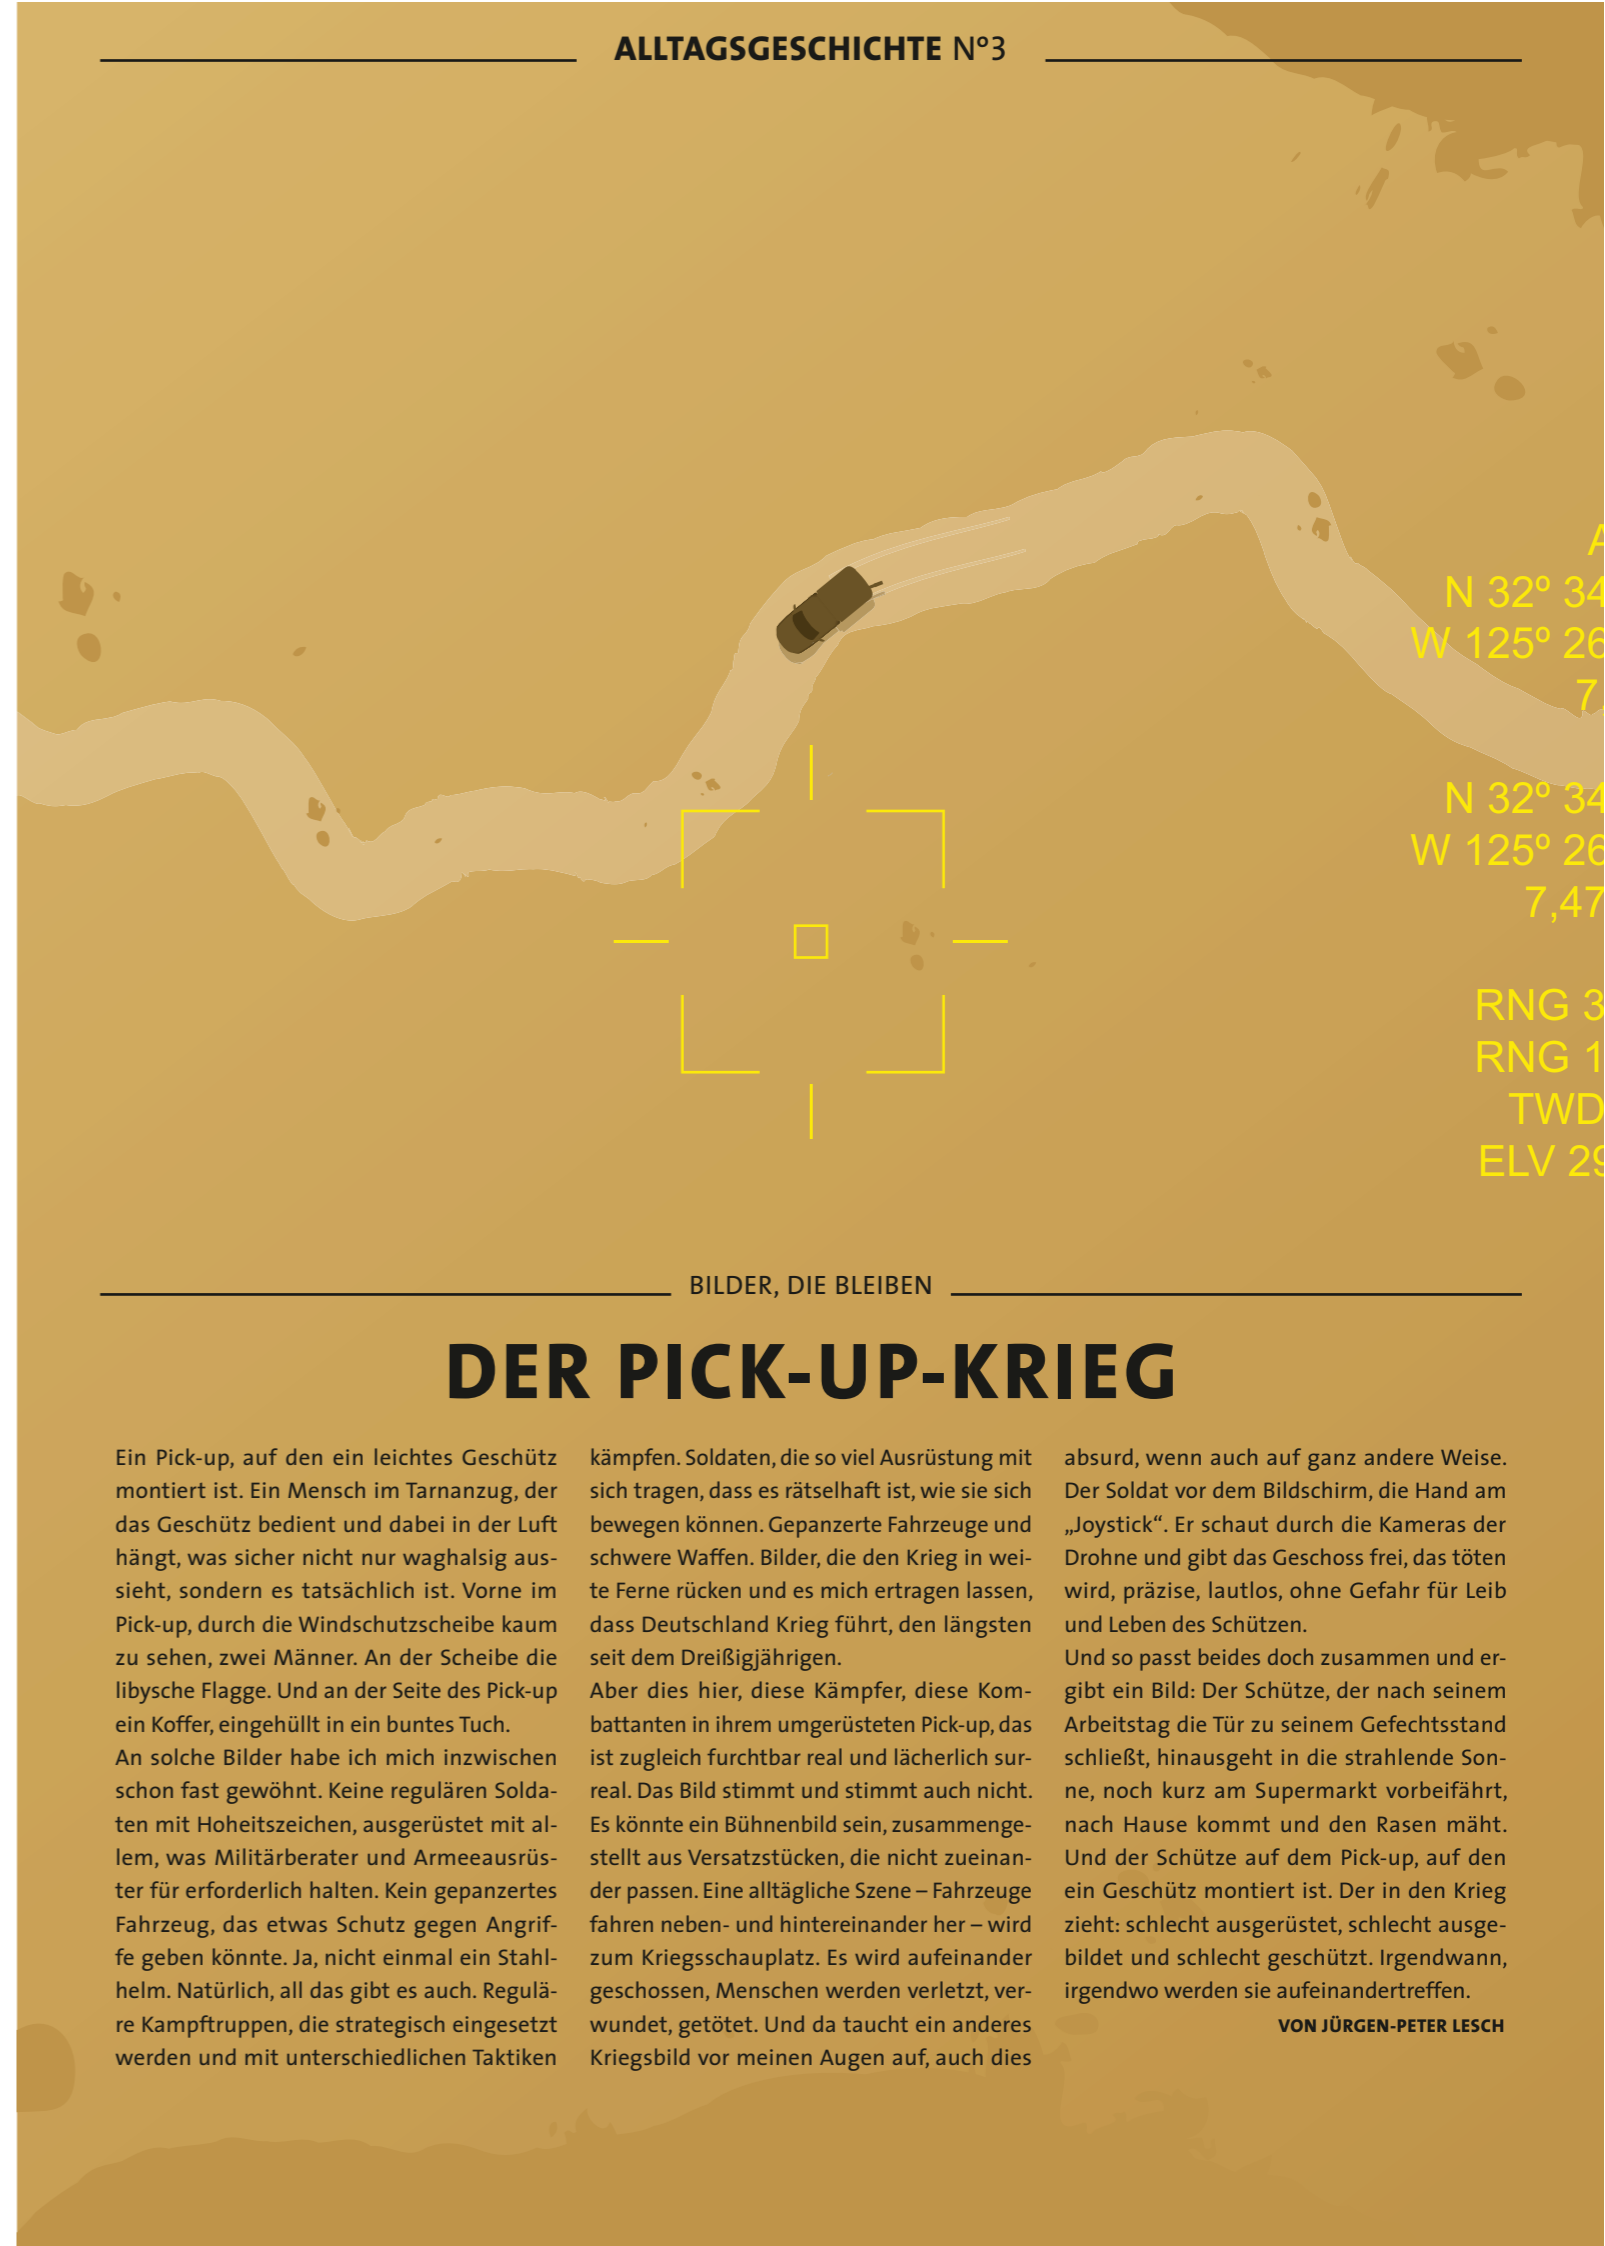 ALLTAGSGESCHICHTE Nº3
A
N 32º 34
W 125º 26
7,
N 32º 34
W 125º 26
7,47
RNG 3
RNG 1
TWD
ELV 29
BILDER, DIE BLEIBEN
DER PICK-UP-KRIEG
Ein Pick-up, auf den ein leichtes Geschütz
montiert ist. Ein Mensch im Tarnanzug, der
das Geschütz bedient und dabei in der Luft
hängt, was sicher nicht nur waghalsig aus-
sieht, sondern es tatsächlich ist. Vorne im
Pick-up, durch die Windschutzscheibe kaum
zu sehen, zwei Männer. An der Scheibe die
libysche Flagge. Und an der Seite des Pick-up
ein Koffer, eingehüllt in ein buntes Tuch.
An solche Bilder habe ich mich inzwischen
schon fast gewöhnt. Keine regulären Solda-
ten mit Hoheitszeichen, ausgerüstet mit al-
lem, was Militärberater und Armeeausrüs-
ter für erforderlich halten. Kein gepanzertes
Fahrzeug, das etwas Schutz gegen Angrif-
fe geben könnte. Ja, nicht einmal ein Stahl-
helm. Natürlich, all das gibt es auch. Regulä-
re Kampftruppen, die strategisch eingesetzt
werden und mit unterschiedlichen Taktiken
kämpfen. Soldaten, die so viel Ausrüstung mit
sich tragen, dass es rätselhaft ist, wie sie sich
bewegen können. Gepanzerte Fahrzeuge und
schwere Waffen. Bilder, die den Krieg in wei-
te Ferne rücken und es mich ertragen lassen,
dass Deutschland Krieg führt, den längsten
seit dem Dreißigjährigen.
Aber dies hier, diese Kämpfer, diese Kom-
battanten in ihrem umgerüsteten Pick-up, das
ist zugleich furchtbar real und lächerlich sur-
real. Das Bild stimmt und stimmt auch nicht.
Es könnte ein Bühnenbild sein, zusammenge-
stellt aus Versatzstücken, die nicht zueinan-
der passen. Eine alltägliche Szene – Fahrzeuge
fahren neben- und hintereinander her – wird
zum Kriegsschauplatz. Es wird aufeinander
geschossen, Menschen werden verletzt, ver-
wundet, getötet. Und da taucht ein anderes
Kriegsbild vor meinen Augen auf, auch dies
absurd, wenn auch auf ganz andere Weise.
Der Soldat vor dem Bildschirm, die Hand am
„Joystick“. Er schaut durch die Kameras der
Drohne und gibt das Geschoss frei, das töten
wird, präzise, lautlos, ohne Gefahr für Leib
und Leben des Schützen.
Und so passt beides doch zusammen und er-
gibt ein Bild: Der Schütze, der nach seinem
Arbeitstag die Tür zu seinem Gefechtsstand
schließt, hinausgeht in die strahlende Son-
ne, noch kurz am Supermarkt vorbeifährt,
nach Hause kommt und den Rasen mäht.
Und der Schütze auf dem Pick-up, auf den
ein Geschütz montiert ist. Der in den Krieg
zieht: schlecht ausgerüstet, schlecht ausge-
bildet und schlecht geschützt. Irgendwann,
irgendwo werden sie aufeinandertreffen.
VON JÜRGEN-PETER LESCH